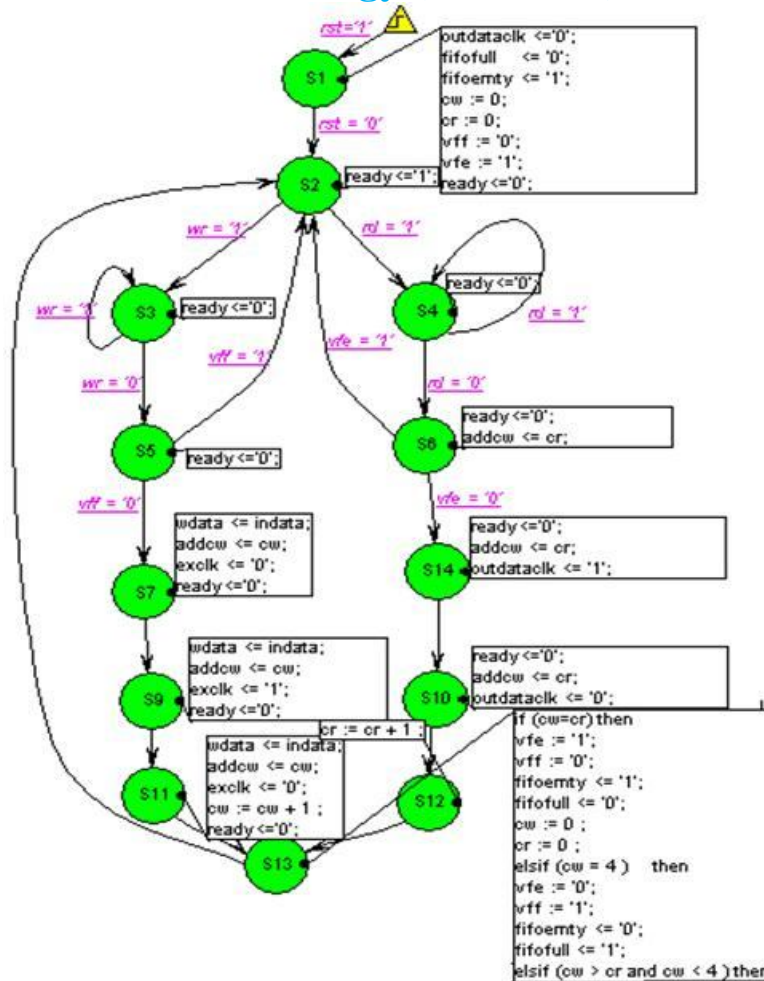 rst='1'
outdataclk <='0';
fifofull <= '0';
fifoemty <= '1';
cw := 0;
cr := 0;
vff := '0';
vfe := '1';
ready<='0';
S1
rst = '0'
S2
ready<='1';
wr = '1'
rd = '1'
S3
ready<='0';
wr = '1'
S4
ready<='0';
rd = '1'
vff = '1'
vfe = '1'
wr = '0'
rd = '0'
S5
ready<='0';
S6
ready<='0';
addcw <= cr;
vff = '0'
vfe = '0'
S7
wdata <= indata;
addcw <= cw;
exclk <= '0';
ready<='0';
S14
ready<='0';
addcw <= cr;
outdataclk <= '1';
S9
wdata <= indata;
addcw <= cw;
exclk <= '1';
ready<='0';
S10
ready<='0';
addcw <= cr;
outdataclk <= '0';
cr := cr + 1 ;
S11
wdata <= indata;
addcw <= cw;
exclk <= '0';
cw := cw + 1 ;
ready<='0';
S12
S13
if (cw=cr) then
vfe := '1';
vff := '0';
fifoemty <= '1';
fifofull <= '0';
cw := 0 ;
cr := 0 ;
elsif (cw = 4 ) then
vfe := '0';
vff := '1';
fifoemty <= '0';
fifofull <= '1';
elsif (cw > cr and cw < 4 ) then